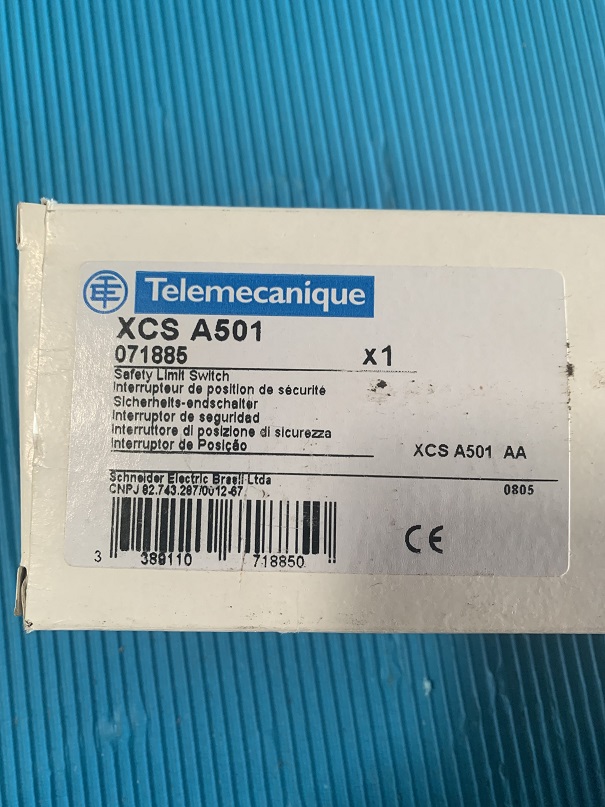 Telemecanique
XCS A501
071885 x1
Safety Limit Switch
Interrupteur de position de sécurité
Sicherheits-endschalter
Interruptor de seguridad
Interruttore di posizione di sicurezza
Interruptor de Posição
XCS A501 AA
Schneider Electric Brasil Ltda
CNPJ 82.743.287/0012-67
0805
3 389110 718850
CE